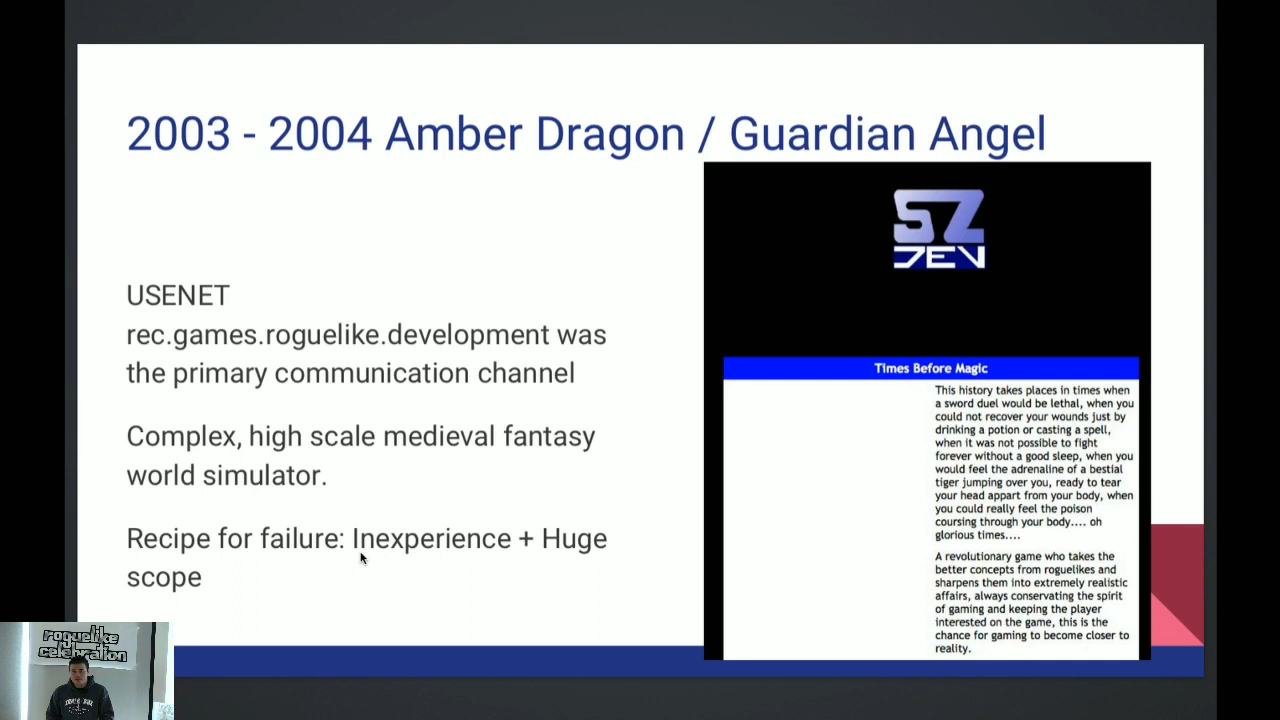 2003 - 2004 Amber Dragon / Guardian Angel
USENET
rec.games.roguelike.development was
the primary communication channel
Complex, high scale medieval fantasy
world simulator.
Recipe for failure: Inexperience + Huge
scope
SZ
DEV
Times Before Magic
This history takes places in times when
a sword duel would be lethal, when you
could not recover your wounds just by
drinking a potion or casting a spell,
when it was not possible to fight
forever without a good sleep, when you
would feel the adrenaline of a bestial
tiger jumping over you, ready to tear
your head appart from your body, when
you could really feel the poison
coursing through your body.... oh
glorious times....
A revolutionary game who takes the
better concepts from roguelikes and
sharpens them into extremely realistic
affairs, always conservating the spirit
of gaming and keeping the player
interested on the game, this is the
chance for gaming to become closer to
reality.
roguelike
celebration